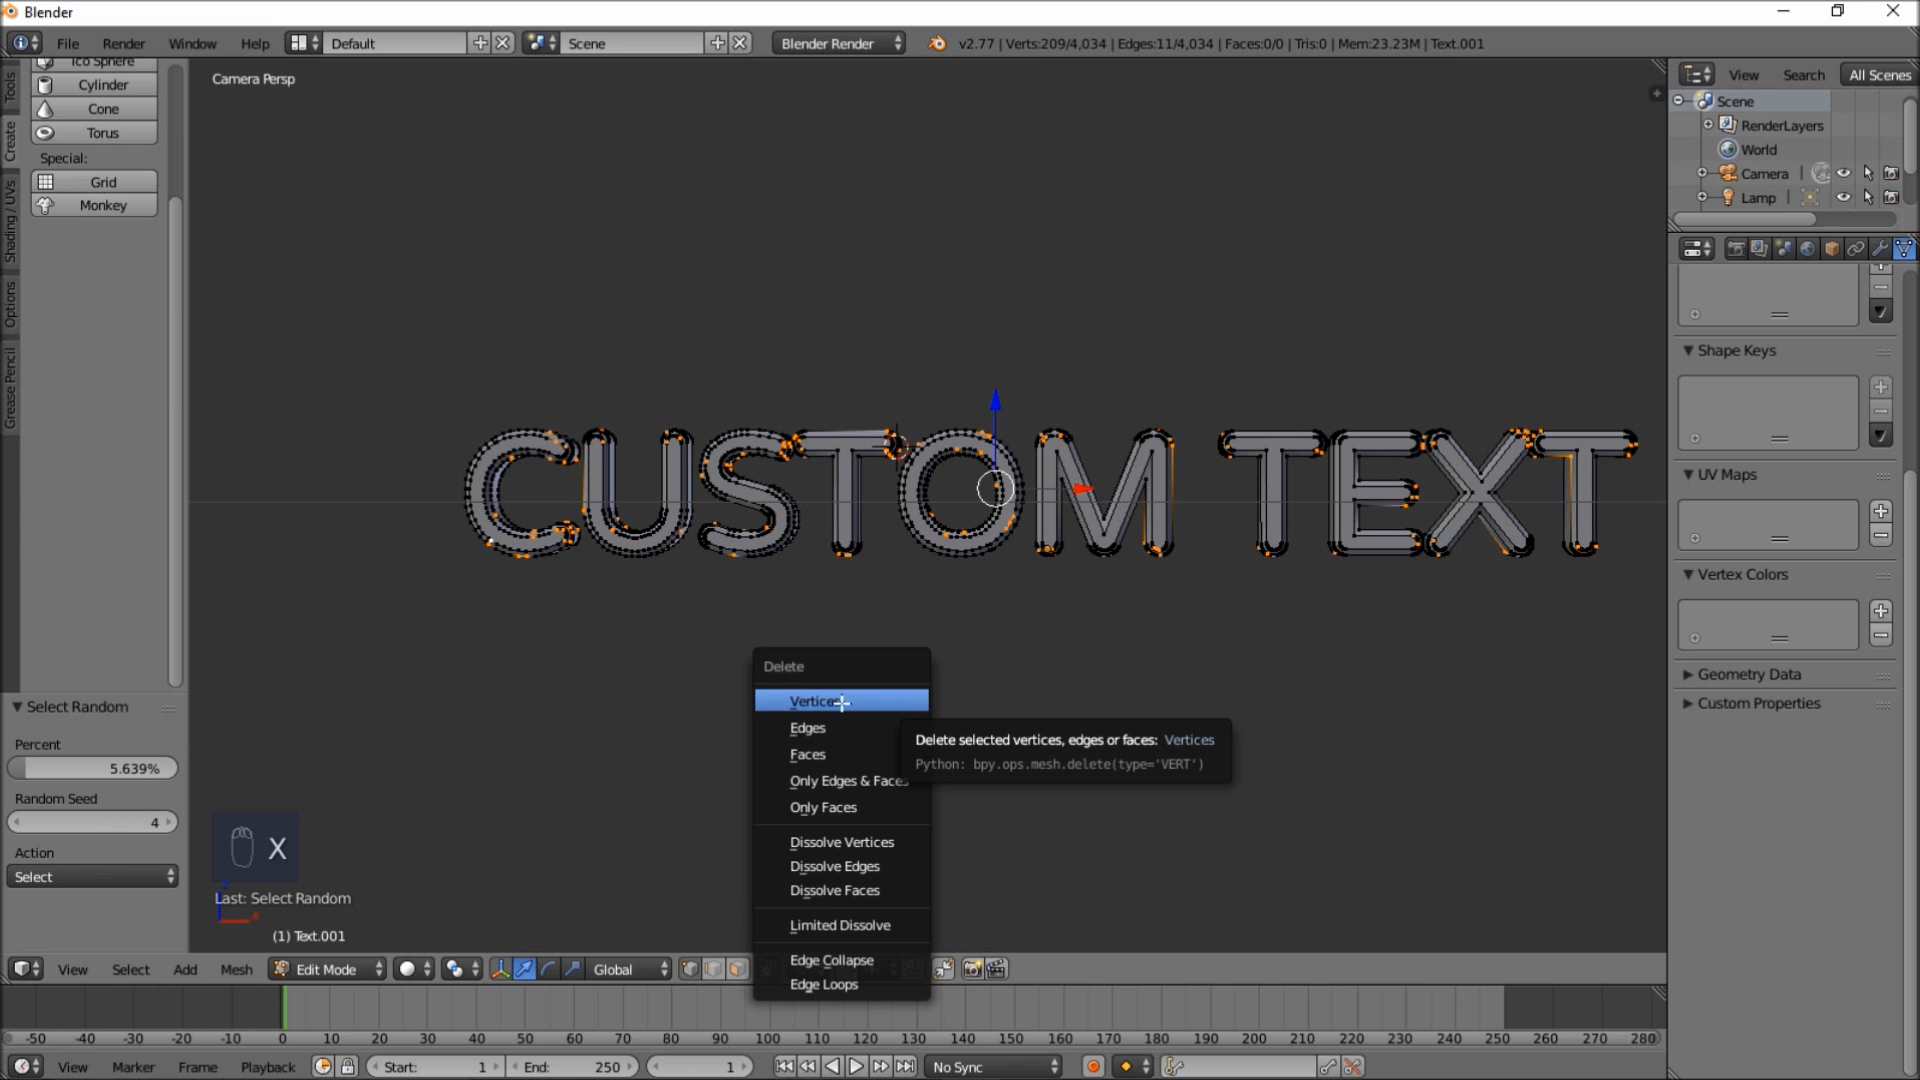 Blender
File Render Window Help Default Scene Blender Render v2.77 | Verts:209/4,034 | Edges:11/4,034 | Faces:0/0 | Tris:0 | Mem:23.23M | Text.001
Tools
Create
Shading / UVs
Options
Grease Pencil
Ico Sphere
Cylinder
Cone
Torus
Special:
Grid
Monkey
Camera Persp
CUSTOM TEXT
View Search All Scenes
Scene
RenderLayers
World
Camera
Lamp
Shape Keys
UV Maps
Vertex Colors
Geometry Data
Custom Properties
Delete
Vertices
Edges
Faces
Only Edges & Faces
Only Faces
Dissolve Vertices
Dissolve Edges
Dissolve Faces
Limited Dissolve
Edge Collapse
Edge Loops
Delete selected vertices, edges or faces: Vertices
Python: bpy.ops.mesh.delete(type='VERT')
Select Random
Percent
5.639%
Random Seed
4
Action
Select
X
Last: Select Random
(1) Text.001
View Select Add Mesh Edit Mode Global
-50 -40 -30 -20 -10 0 10 20 30 40 50 60 70 80 90 100 110 120 130 140 150 160 170 180 190 200 210 220 230 240 250 260 270 280
View Marker Frame Playback Start: 1 End: 250 1 No Sync